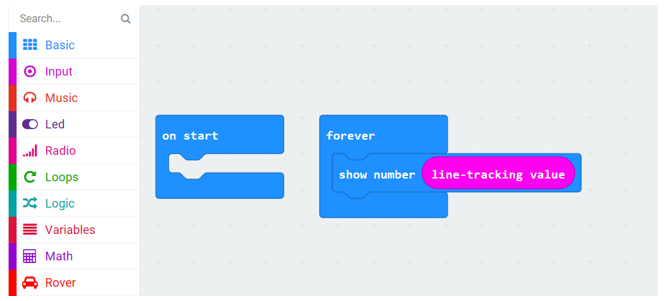 Search...
Basic
Input
Music
Led
Radio
Loops
Logic
Variables
Math
Rover
on start
forever
show number line-tracking value